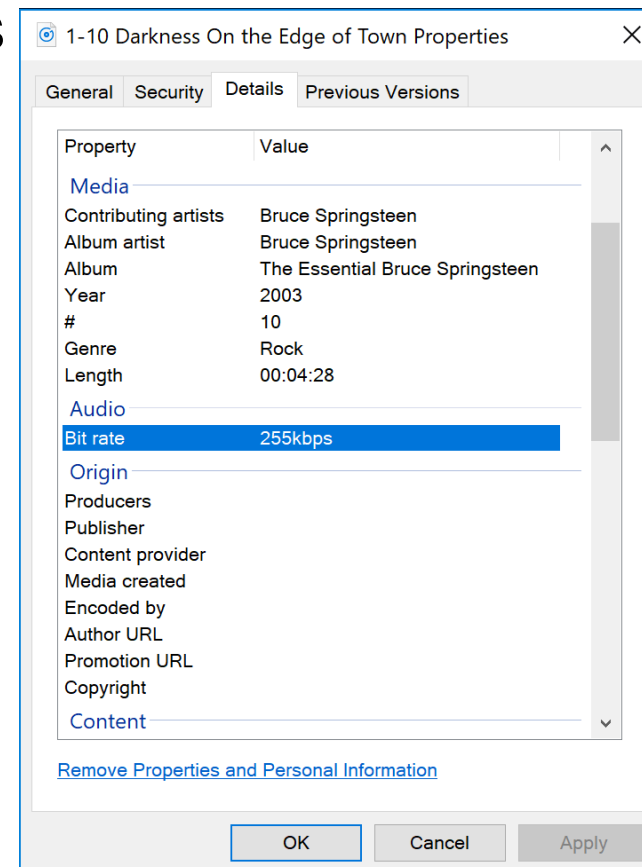 S
1-10 Darkness On the Edge of Town Properties
General Security Details Previous Versions
Property Value
Media
Contributing artists Bruce Springsteen
Album artist Bruce Springsteen
Album The Essential Bruce Springsteen
Year 2003
# 10
Genre Rock
Length 00:04:28
Audio
Bit rate 255kbps
Origin
Producers
Publisher
Content provider
Media created
Encoded by
Author URL
Promotion URL
Copyright
Content
Remove Properties and Personal Information
OK Cancel Apply